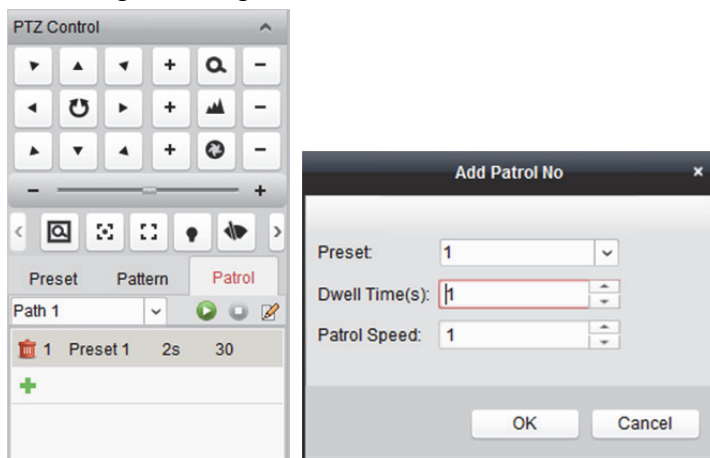 PTZ Control
Preset Pattern Patrol
Path 1
1 Preset 1 2s 30
Add Patrol No
Preset: 1
Dwell Time(s): 1
Patrol Speed: 1
OK Cancel